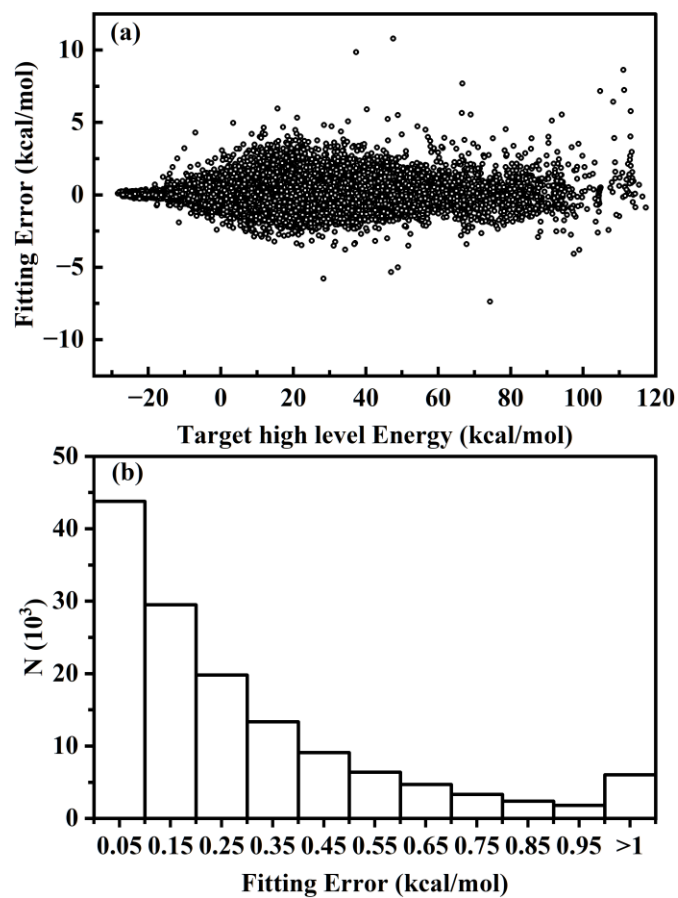 (a)
10
5
0
−5
−10
Fitting Error (kcal/mol)
−20 0 20 40 60 80 100 120
Target high level Energy (kcal/mol)
(b)
50
40
30
20
10
0
N (10³)
0.05 0.15 0.25 0.35 0.45 0.55 0.65 0.75 0.85 0.95 >1
Fitting Error (kcal/mol)